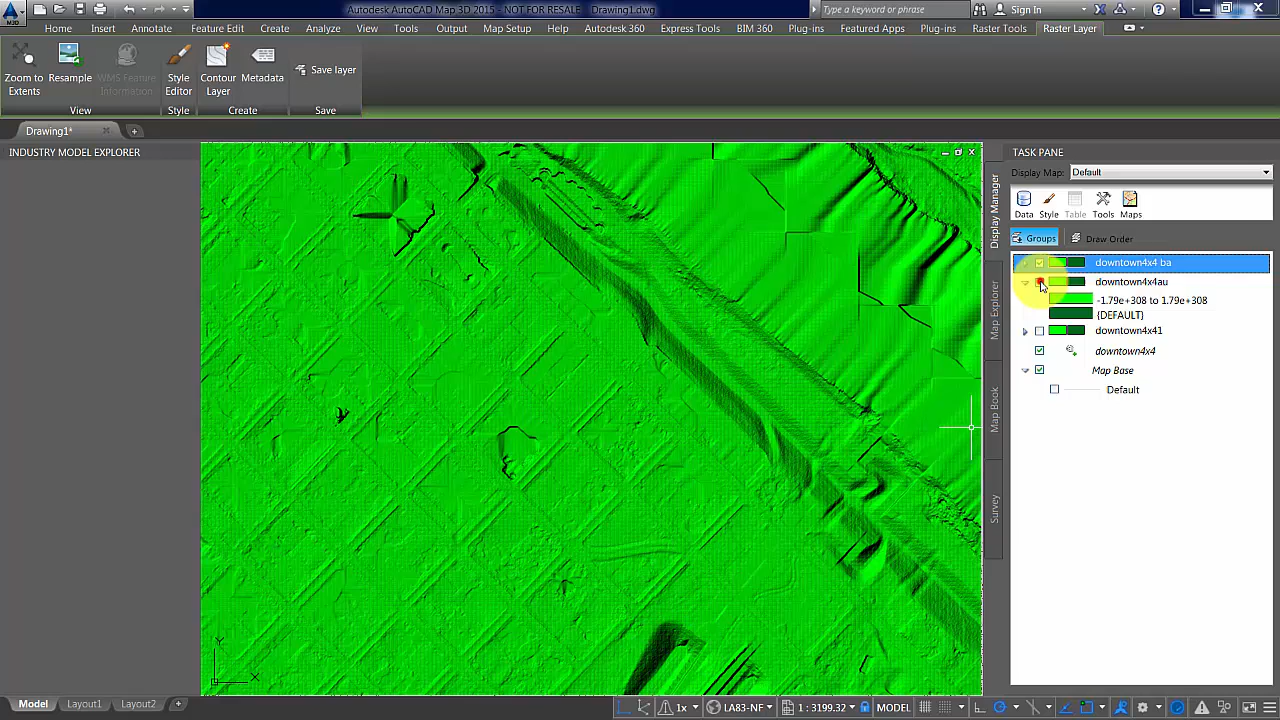 Autodesk AutoCAD Map 3D 2015 - NOT FOR RESALE Drawing1.dwg
Type a keyword or phrase
Sign In
M3D
Home Insert Annotate Feature Edit Create Analyze View Tools Output Map Setup Help Autodesk 360 Express Tools BIM 360 Plug-ins Featured Apps Plug-ins Raster Tools Raster Layer
Zoom to Extents
Resample
WMS Feature Information
Style Editor
Contour Layer
Metadata
Save layer
View Style Create Save
Drawing1*
INDUSTRY MODEL EXPLORER
TASK PANE
Display Map: Default
Data Style Table Tools Maps
Groups Draw Order
downtown4x4 ba
downtown4x4au
-1.79e+308 to 1.79e+308
{DEFAULT}
downtown4x41
downtown4x4
Map Base
Default
Display Manager
Map Explorer
Map Book
Survey
Y
X
Model Layout1 Layout2
1x LA83-NF 1 : 3199.32 MODEL